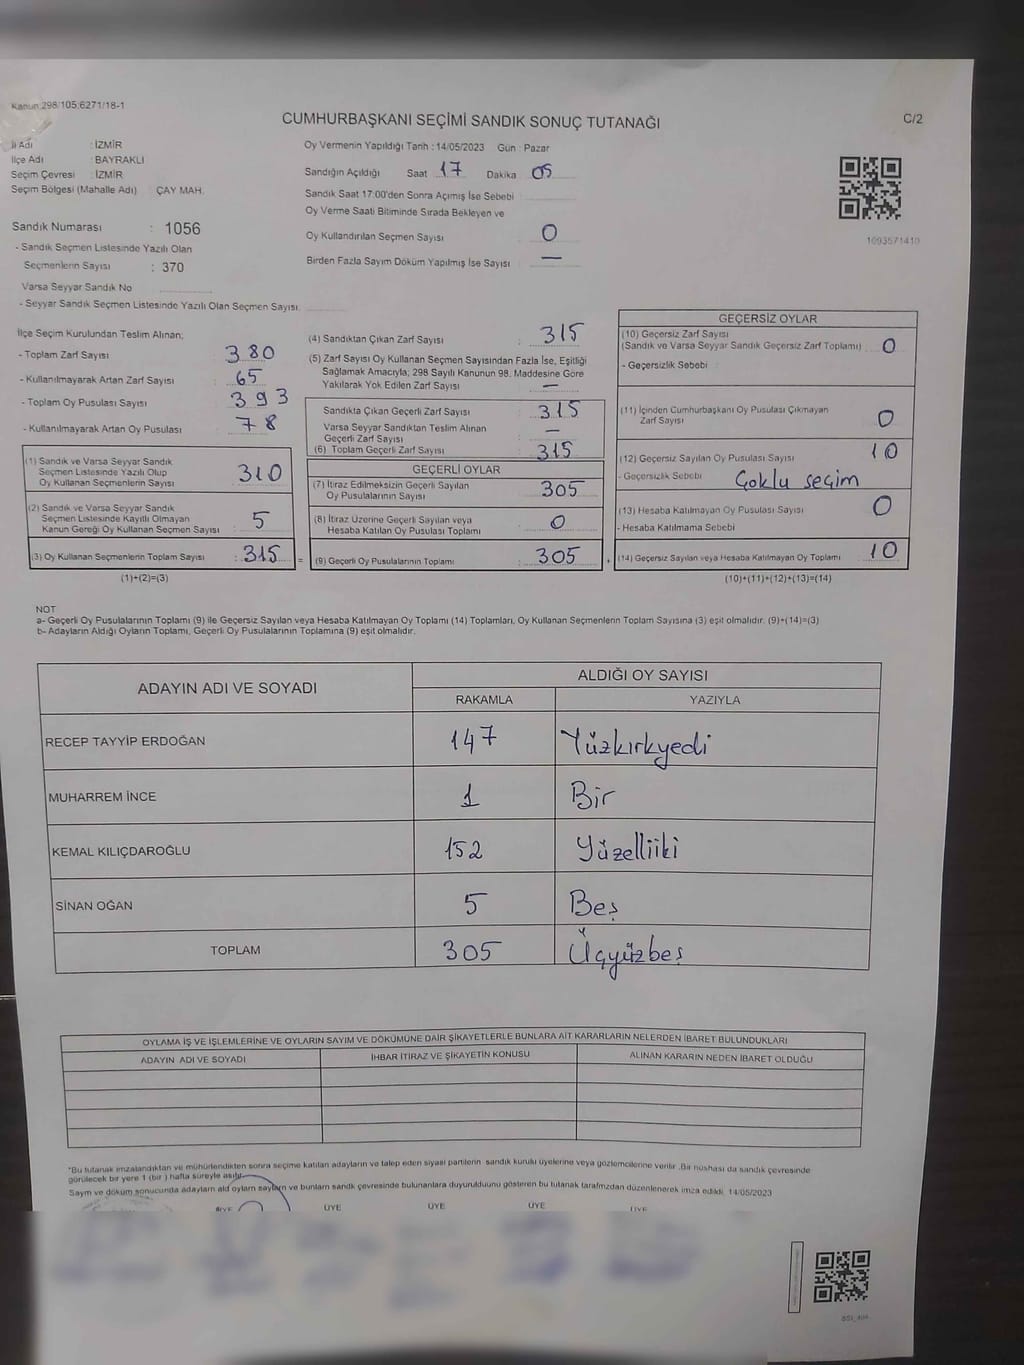 Kanun:298/105;6271/18-1
CUMHURBAŞKANI SEÇİMİ SANDIK SONUÇ TUTANAĞI
C/2
İl Adı : İZMİR
İlçe Adı : BAYRAKLI
Seçim Çevresi : İZMİR
Seçim Bölgesi (Mahalle Adı) : ÇAY MAH.
Oy Vermenin Yapıldığı Tarih : 14/05/2023 Gün : Pazar
Sandığın Açıldığı Saat 17 Dakika 05
Sandık Saat 17:00'den Sonra Açımış İse Sebebi
Oy Verme Saati Bitiminde Sırada Bekleyen ve
Oy Kullandırılan Seçmen Sayısı : 0
Birden Fazla Sayım Döküm Yapılmış İse Sayısı : —
1093571410
Sandık Numarası : 1056
- Sandık Seçmen Listesinde Yazılı Olan
Seçmenlerin Sayısı : 370
Varsa Seyyar Sandık No
- Seyyar Sandık Seçmen Listesinde Yazılı Olan Seçmen Sayısı
İlçe Seçim Kurulundan Teslim Alınan;
- Toplam Zarf Sayısı : 380
- Kullanılmayarak Artan Zarf Sayısı : 65
- Toplam Oy Pusulası Sayısı : 393
- Kullanılmayarak Artan Oy Pusulası : 78
(1) Sandık ve Varsa Seyyar Sandık
Seçmen Listesinde Yazılı Olup
Oy Kullanan Seçmenlerin Sayısı : 310
(2) Sandık ve Varsa Seyyar Sandık
Seçmen Listesinde Kayıtlı Olmayan
Kanun Gereği Oy Kullanan Seçmen Sayısı : 5
(3) Oy Kullanan Seçmenlerin Toplam Sayısı : 315
(1)+(2)=(3)
(4) Sandıktan Çıkan Zarf Sayısı : 315
(5) Zarf Sayısı Oy Kullanan Seçmen Sayısından Fazla İse, Eşitliği
Sağlamak Amacıyla; 298 Sayılı Kanunun 98. Maddesine Göre
Yakılarak Yok Edilen Zarf Sayısı : —
Sandıkta Çıkan Geçerli Zarf Sayısı : 315
Varsa Seyyar Sandıktan Teslim Alınan
Geçerli Zarf Sayısı : —
(6) Toplam Geçerli Zarf Sayısı : 315
GEÇERLİ OYLAR
(7) İtiraz Edilmeksizin Geçerli Sayılan
Oy Pusulalarının Sayısı : 305
(8) İtiraz Üzerine Geçerli Sayılan veya
Hesaba Katılan Oy Pusulası Toplamı : 0
=
(9) Geçerli Oy Pusulalarının Toplamı : 305
+
GEÇERSİZ OYLAR
(10) Geçersiz Zarf Sayısı
(Sandık ve Varsa Seyyar Sandık Geçersiz Zarf Toplamı) : 0
- Geçersizlik Sebebi :
(11) İçinden Cumhurbaşkanı Oy Pusulası Çıkmayan
Zarf Sayısı : 0
(12) Geçersiz Sayılan Oy Pusulası Sayısı : 10
- Geçersizlik Sebebi : Çoklu seçim
(13) Hesaba Katılmayan Oy Pusulası Sayısı : 0
- Hesaba Katılmama Sebebi :
(14) Geçersiz Sayılan veya Hesaba Katılmayan Oy Toplamı : 10
(10)+(11)+(12)+(13)=(14)
NOT
a- Geçerli Oy Pusulalarının Toplamı (9) ile Geçersiz Sayılan veya Hesaba Katılmayan Oy Toplamı (14) Toplamları, Oy Kullanan Seçmenlerin Toplam Sayısına (3) eşit olmalıdır. (9)+(14)=(3)
b- Adayların Aldığı Oyların Toplamı, Geçerli Oy Pusulalarının Toplamına (9) eşit olmalıdır.
ADAYIN ADI VE SOYADI
ALDIĞI OY SAYISI
RAKAMLA YAZIYLA
RECEP TAYYİP ERDOĞAN 147 Yüzkırkyedi
MUHARREM İNCE 1 Bir
KEMAL KILIÇDAROĞLU 152 Yüzelliiki
SİNAN OĞAN 5 Beş
TOPLAM 305 Üçyüzbeş
OYLAMA İŞ VE İŞLEMLERİNE VE OYLARIN SAYIM VE DÖKÜMÜNE DAİR ŞİKAYETLERLE BUNLARA AİT KARARLARIN NELERDEN İBARET BULUNDUKLARI
ADAYIN ADI VE SOYADI İHBAR İTİRAZ VE ŞİKAYETİN KONUSU ALINAN KARARIN NEDEN İBARET OLDUĞU
*Bu tutanak imzalandıktan ve mühürlendikten sonra seçime katılan adayların ve talep eden siyasi partilerin sandık kurulu üyelerine veya gözlemcilerine verilir. Bir nüshası da sandık çevresinde
görülecek bir yere 1 (bir) hafta süreyle asılır.
Sayım ve döküm sonucunda adayların ald oyların sayıların ve bunların sandık çevresinde bulunanlara duyurulduunu gösteren bu tutanak tarafımzdan düzenlenerek imza edildi. 14/05/2023
ÜYE ÜYE ÜYE ÜYE